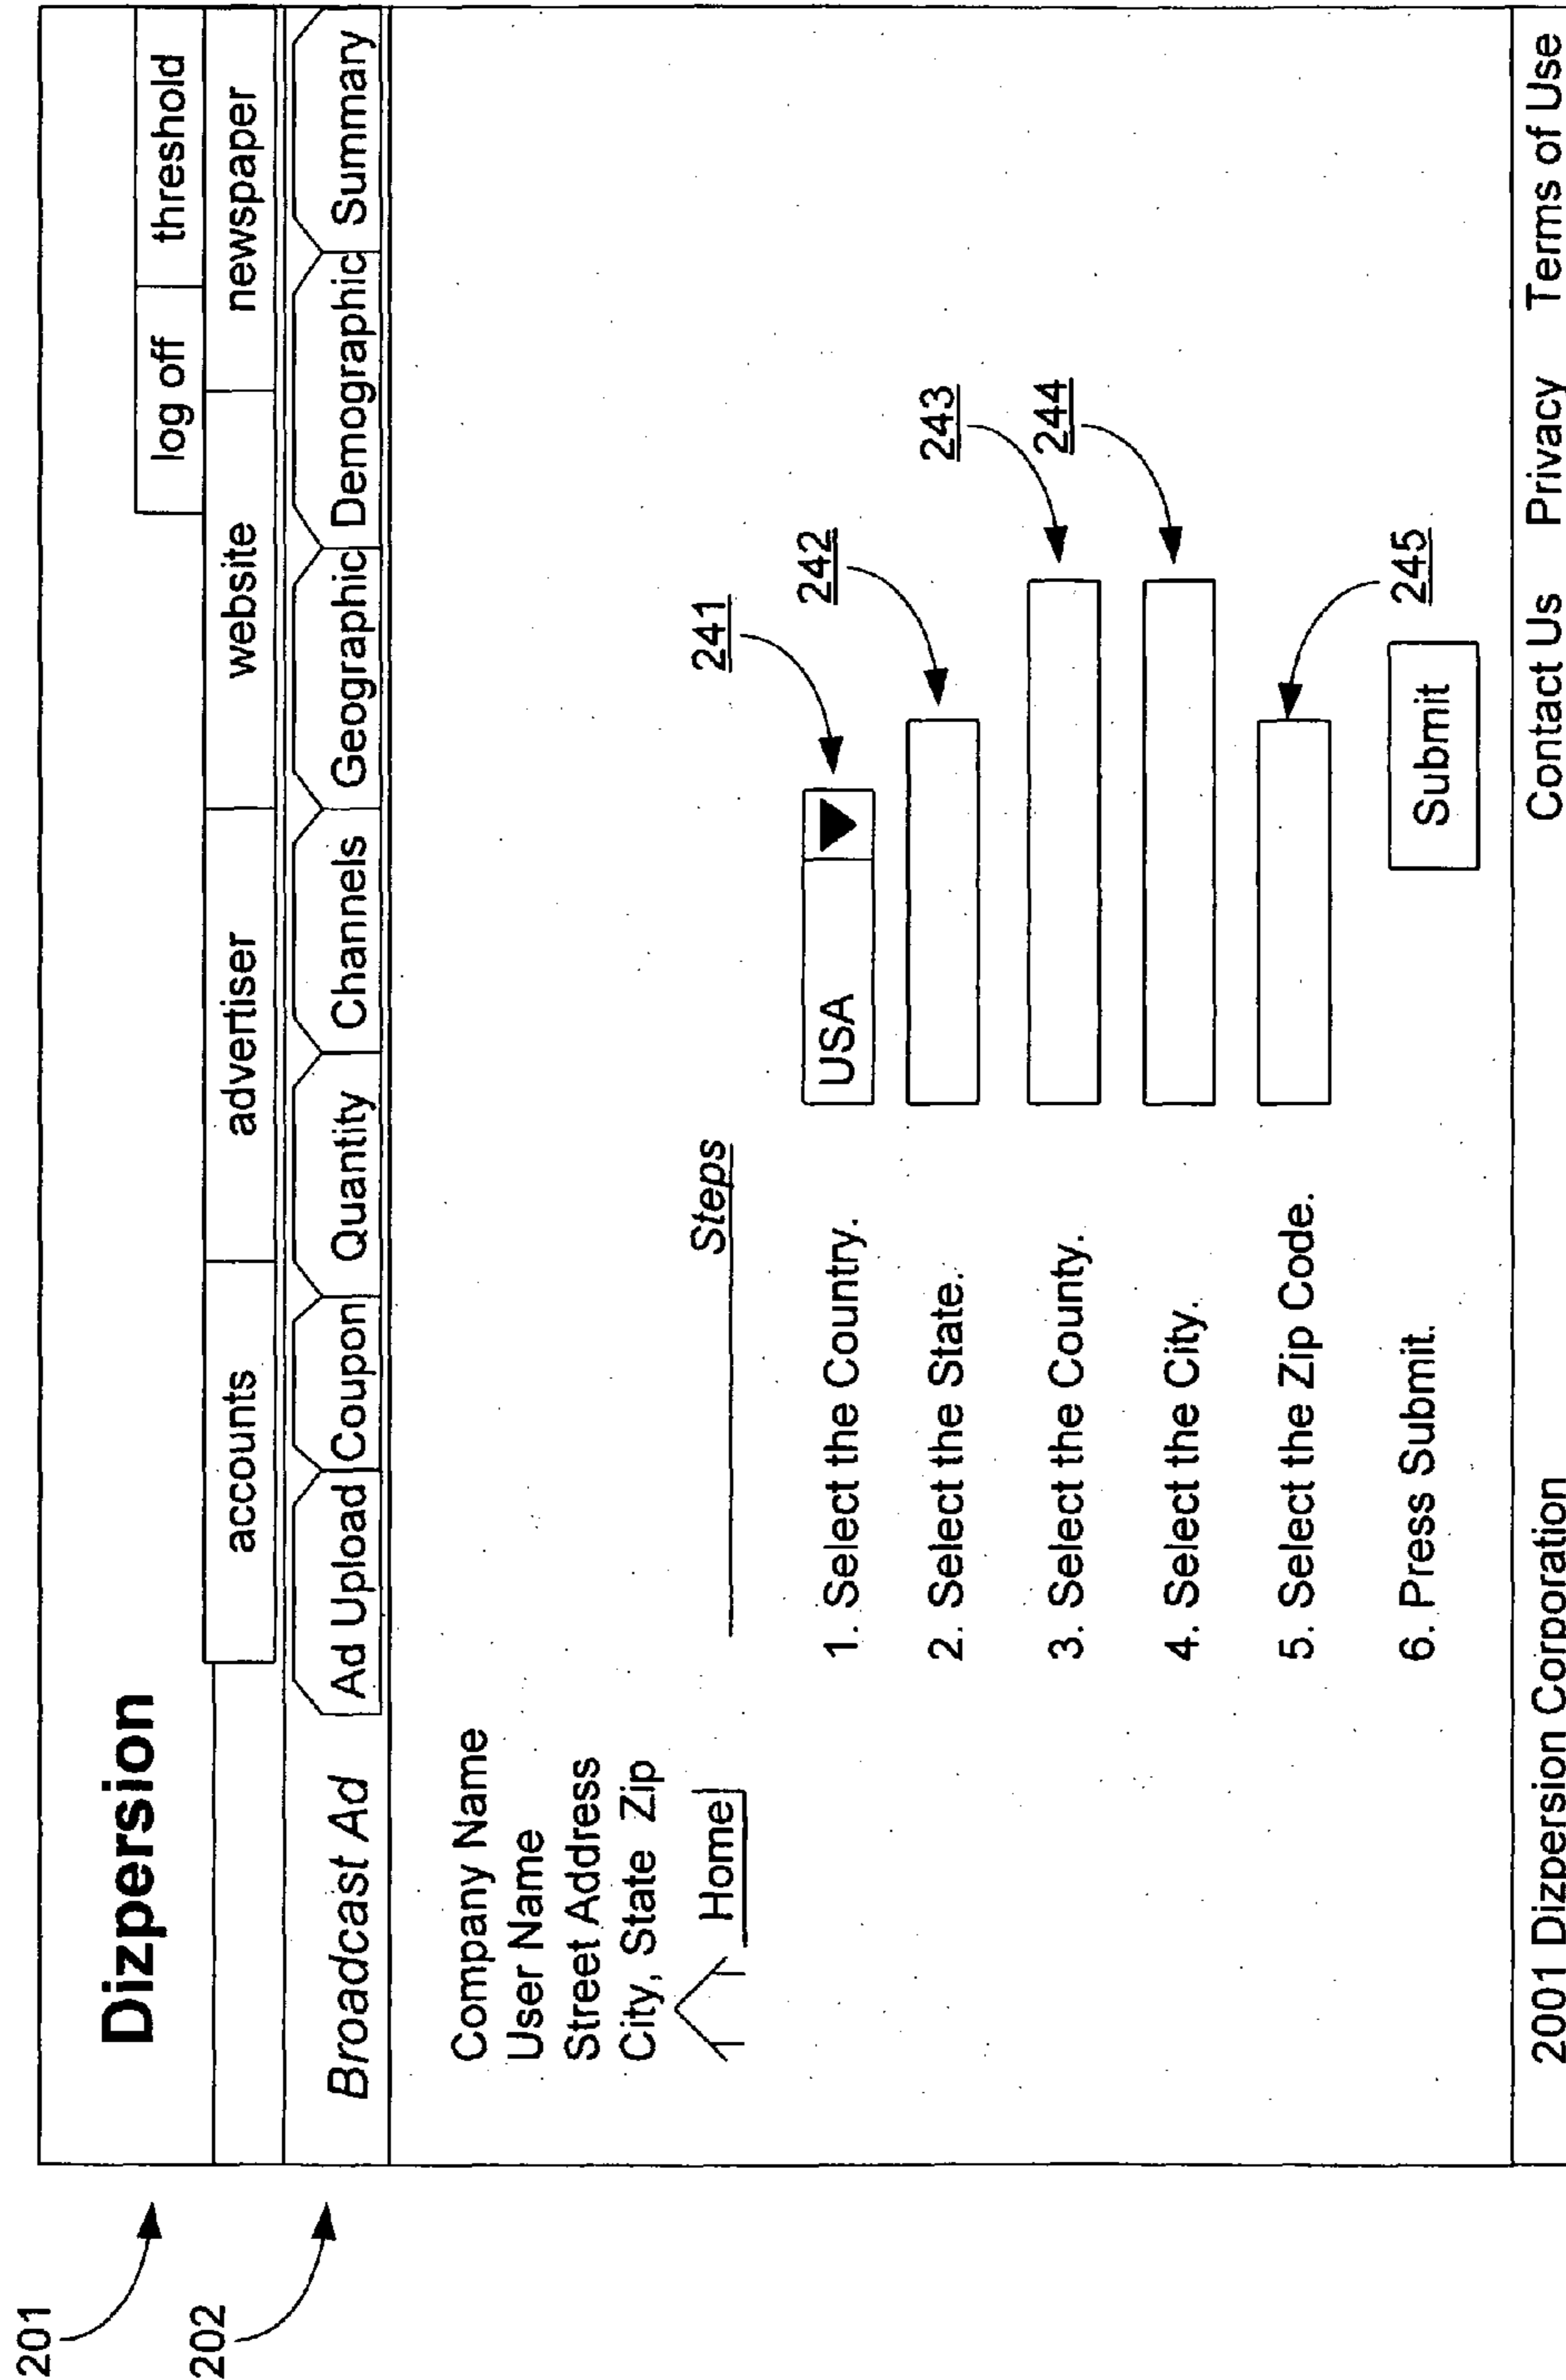 201
Dizpersion
log off threshold
accounts advertiser website newspaper
202
Broadcast Ad Ad Upload Coupon Quantity Channels Geographic Demographic Summary
Company Name
User Name
Street Address
City, State Zip
Home
Steps
241
1. Select the Country. USA
242
2. Select the State.
243
3. Select the County.
244
4. Select the City.
5. Select the Zip Code.
245
6. Press Submit. Submit
2001 Dizpersion Corporation Contact Us Privacy Terms of Use